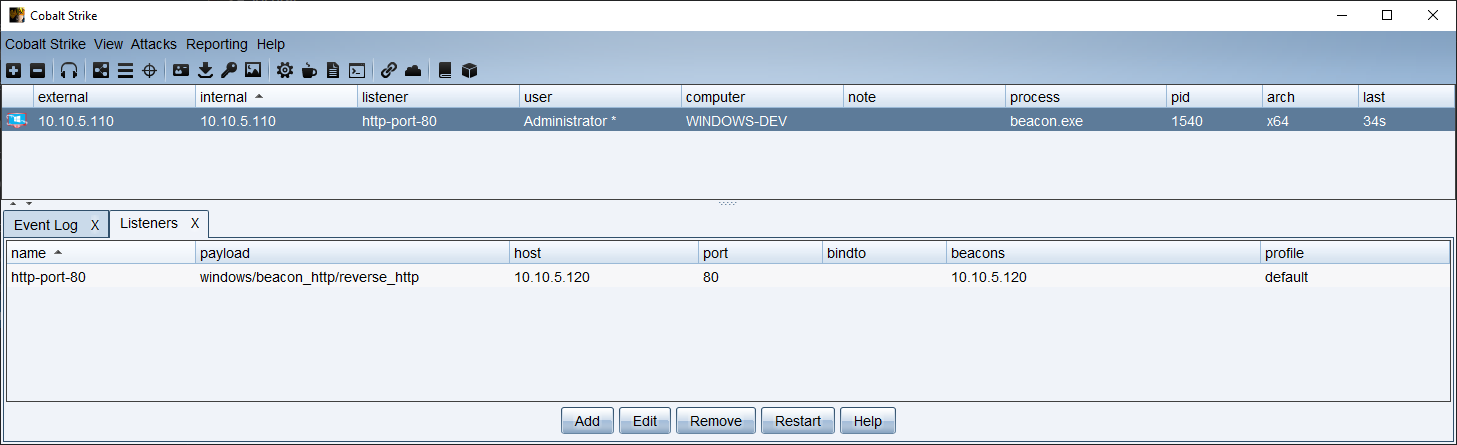 Cobalt Strike
Cobalt Strike View Attacks Reporting Help
external internal listener user computer note process pid arch last
10.10.5.110 10.10.5.110 http-port-80 Administrator * WINDOWS-DEV beacon.exe 1540 x64 34s
Event Log X Listeners X
name payload host port bindto beacons profile
http-port-80 windows/beacon_http/reverse_http 10.10.5.120 80 10.10.5.120 default
Add Edit Remove Restart Help